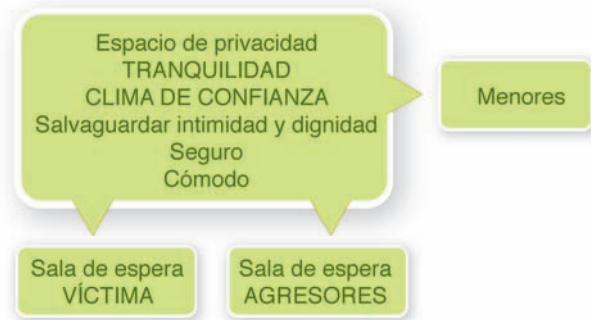 Espacio de privacidad
TRANQUILIDAD
CLIMA DE CONFIANZA
Salvaguardar intimidad y dignidad
Seguro
Cómodo
Menores
Sala de espera
VÍCTIMA
Sala de espera
AGRESORES